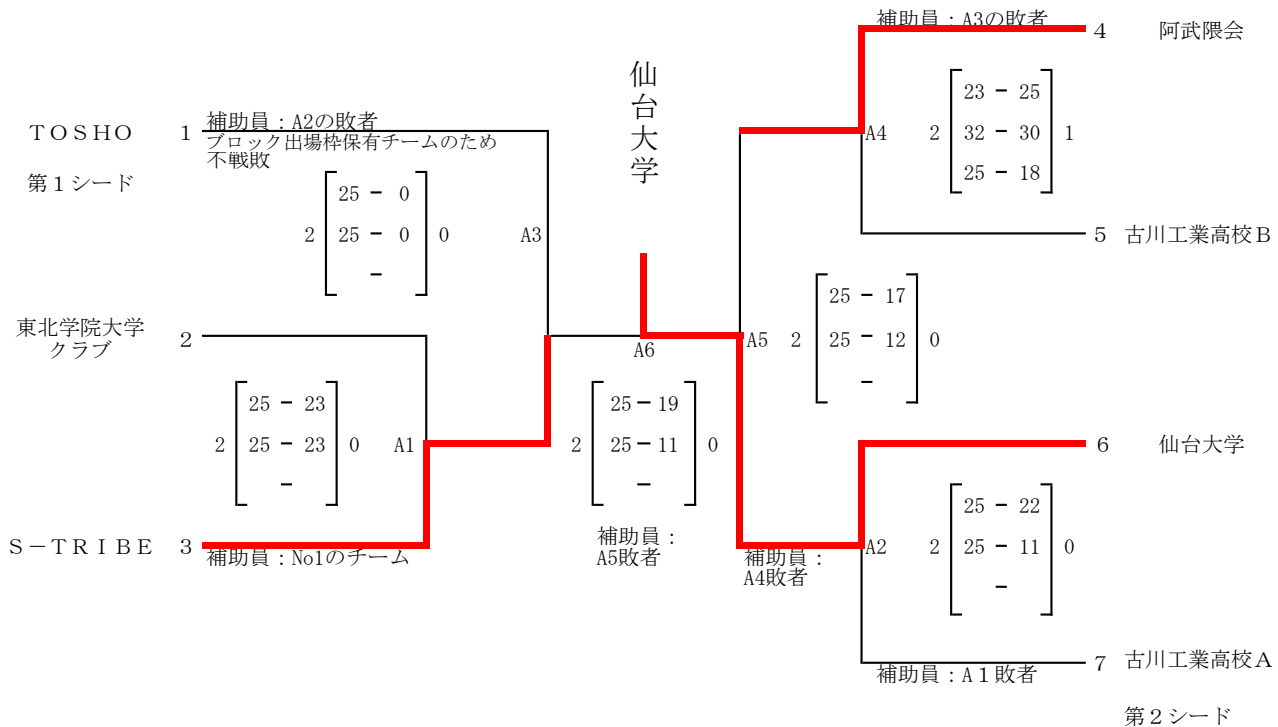 仙台大学
ＴＯＳＨＯ　１
第１シード
補助員：A2の敗者
ブロック出場枠保有チームのため
不戦敗
25 − 0
2　25 − 0　0
−
A3
東北学院大学
クラブ　２
25 − 23
2　25 − 23　0
−
A1
Ｓ－ＴＲＩＢＥ　３
補助員：No1のチーム
A6
25 − 19
2　25 − 11　0
−
補助員：
A5敗者
補助員：A3の敗者
４　阿武隈会
23 − 25
A4　2　32 − 30　1
25 − 18
５　古川工業高校Ｂ
25 − 17
A5　2　25 − 12　0
−
６　仙台大学
25 − 22
A2　2　25 − 11　0
−
補助員：
A4敗者
７　古川工業高校Ａ
補助員：A１敗者
第２シード